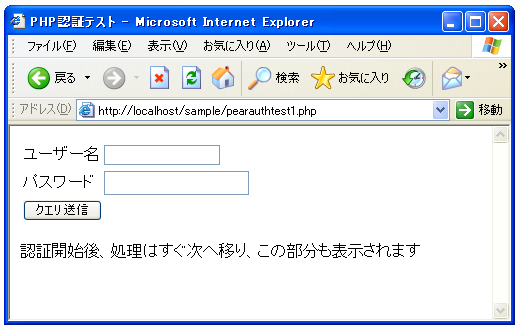 PHP認証テスト - Microsoft Internet Explorer
ファイル(F) 編集(E) 表示(V) お気に入り(A) ツール(T) ヘルプ(H)
戻る 検索 お気に入り »
アドレス(D) http://localhost/sample/pearauthtest1.php 移動
ユーザー名
パスワード
クエリ送信
認証開始後、処理はすぐ次へ移り、この部分も表示されます